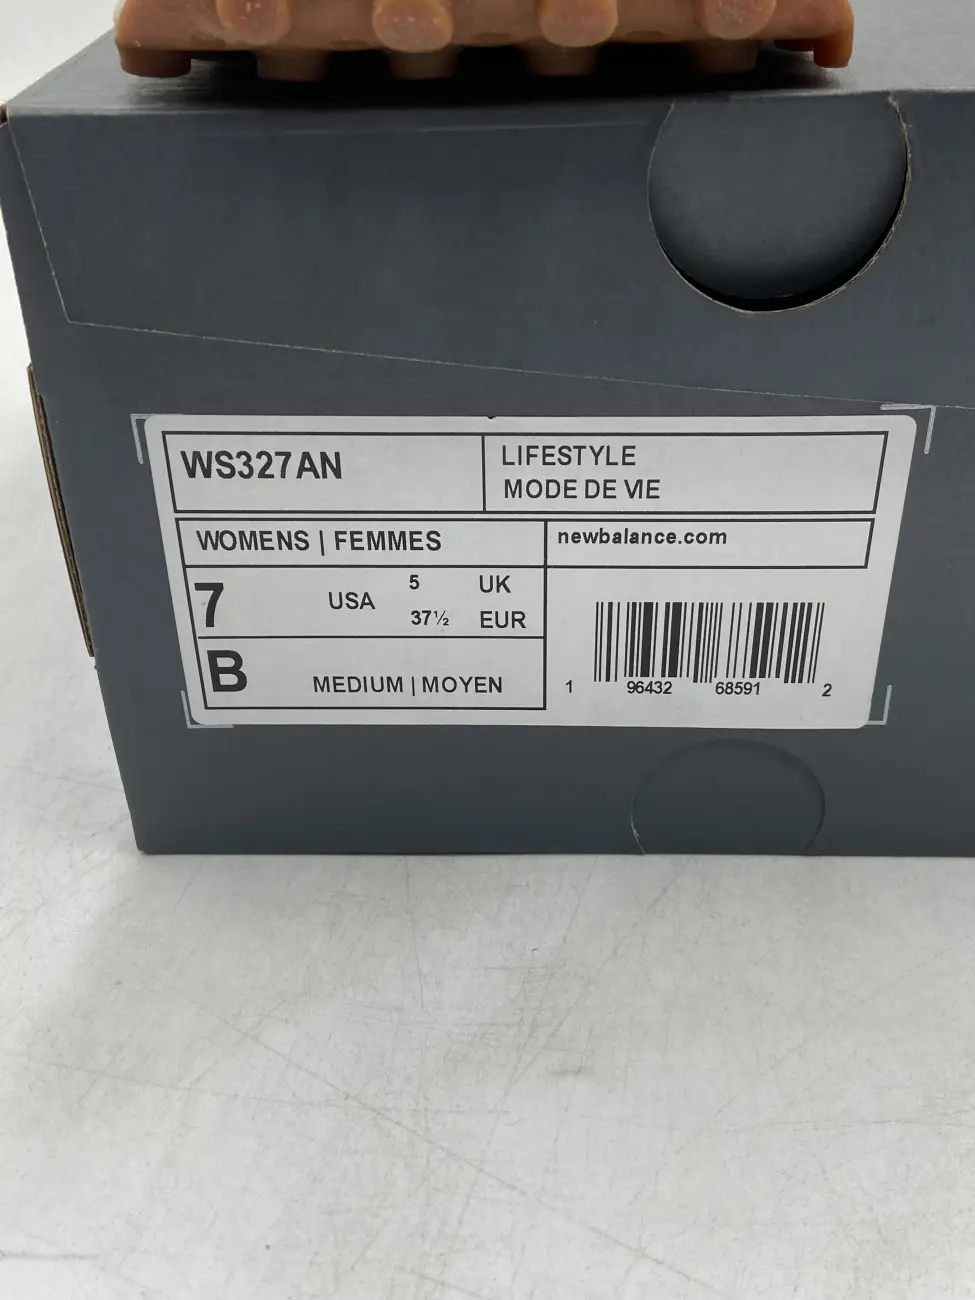 WS327AN
LIFESTYLE
MODE DE VIE
WOMENS | FEMMES
newbalance.com
7 USA 5 UK
37½ EUR
B MEDIUM | MOYEN
1 96432 68591 2